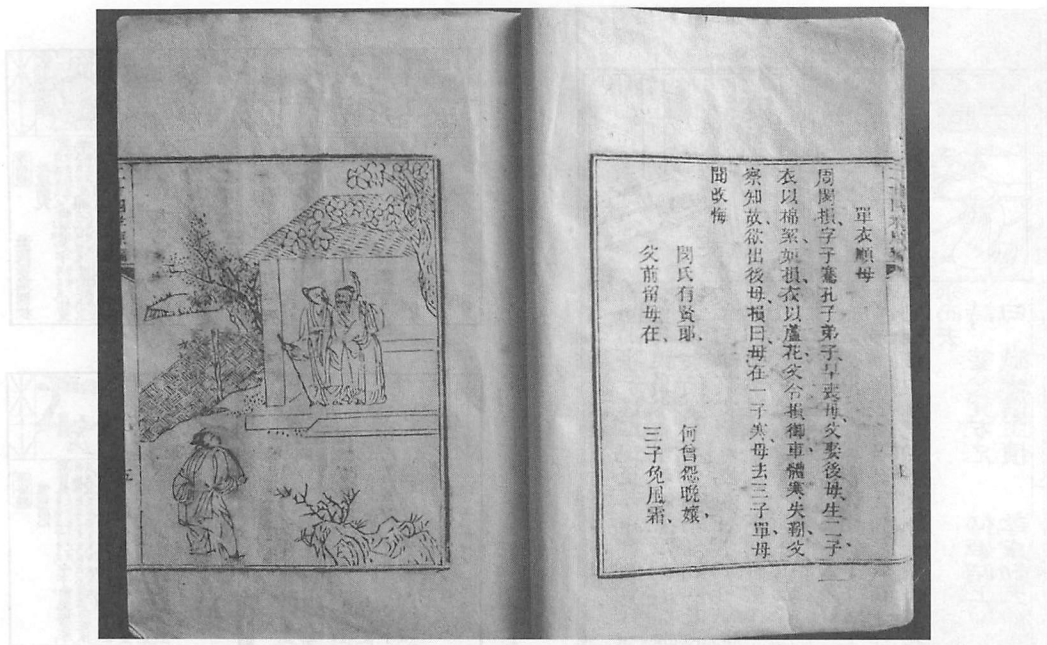 單衣順母
周閔損、字子騫、孔子弟子、早喪母、父娶後母、生二子、
衣以棉絮、妒損、衣以蘆花、父令損御車、體寒、失靷、父
察知故、欲出後母、損曰、母在一子寒、母去三子單、母
聞改悔
閔氏有賢郎、何曾怨晚孃、
父前留母在、三子免風霜、
五